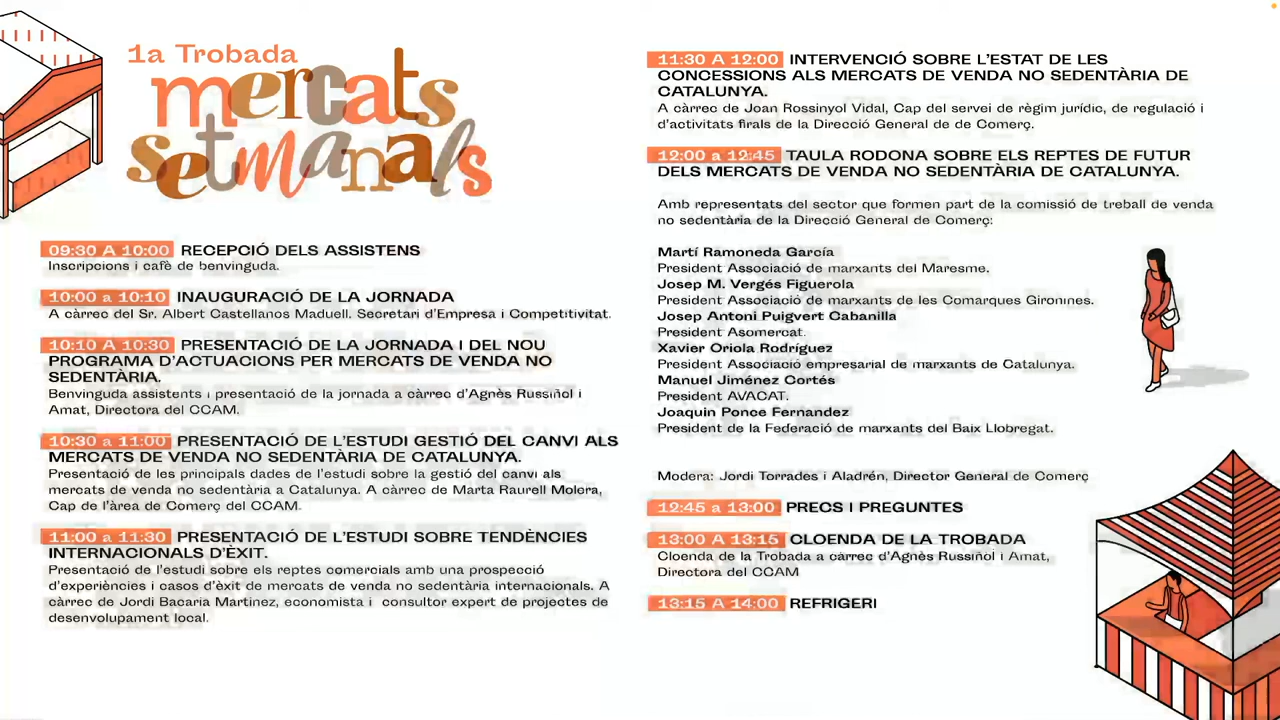 1a Trobada
mercats
setmanals
09:30 A 10:00 RECEPCIÓ DELS ASSISTENS
Inscripcions i cafè de benvinguda.
10:00 a 10:10 INAUGURACIÓ DE LA JORNADA
A càrrec del Sr. Albert Castellanos Maduell. Secretari d'Empresa i Competitivitat.
10:10 A 10:30 PRESENTACIÓ DE LA JORNADA I DEL NOU
PROGRAMA D'ACTUACIONS PER MERCATS DE VENDA NO
SEDENTÀRIA.
Benvinguda assistents i presentació de la jornada a càrrec d'Agnès Russiñol i
Amat, Directora del CCAM.
10:30 a 11:00 PRESENTACIÓ DE L'ESTUDI GESTIÓ DEL CANVI ALS
MERCATS DE VENDA NO SEDENTÀRIA DE CATALUNYA.
Presentació de les principals dades de l'estudi sobre la gestió del canvi als
mercats de venda no sedentària a Catalunya. A càrrec de Marta Raurell Molera,
Cap de l'àrea de Comerç del CCAM.
11:00 a 11:30 PRESENTACIÓ DE L'ESTUDI SOBRE TENDÈNCIES
INTERNACIONALS D'ÈXIT.
Presentació de l'estudi sobre els reptes comercials amb una prospecció
d'experiències i casos d'èxit de mercats de venda no sedentària internacionals. A
càrrec de Jordi Bacaria Martinez, economista i consultor expert de projectes de
desenvolupament local.
11:30 A 12:00 INTERVENCIÓ SOBRE L'ESTAT DE LES
CONCESSIONS ALS MERCATS DE VENDA NO SEDENTÀRIA DE
CATALUNYA.
A càrrec de Joan Rossinyol Vidal, Cap del servei de règim jurídic, de regulació i
d'activitats firals de la Direcció General de de Comerç.
12:00 a 12:45 TAULA RODONA SOBRE ELS REPTES DE FUTUR
DELS MERCATS DE VENDA NO SEDENTÀRIA DE CATALUNYA.
Amb representats del sector que formen part de la comissió de treball de venda
no sedentària de la Direcció General de Comerç:
Martí Ramoneda García
President Associació de marxants del Maresme.
Josep M. Vergés Figuerola
President Associació de marxants de les Comarques Gironines.
Josep Antoni Puigvert Cabanilla
President Asomercat.
Xavier Oriola Rodríguez
President Associació empresarial de marxants de Catalunya.
Manuel Jiménez Cortés
President AVACAT.
Joaquin Ponce Fernandez
President de la Federació de marxants del Baix Llobregat.
Modera: Jordi Torrades i Aladrén, Director General de Comerç
12:45 a 13:00 PRECS I PREGUNTES
13:00 A 13:15 CLOENDA DE LA TROBADA
Cloenda de la Trobada a càrrec d'Agnès Russiñol i Amat,
Directora del CCAM
13:15 A 14:00 REFRIGERI